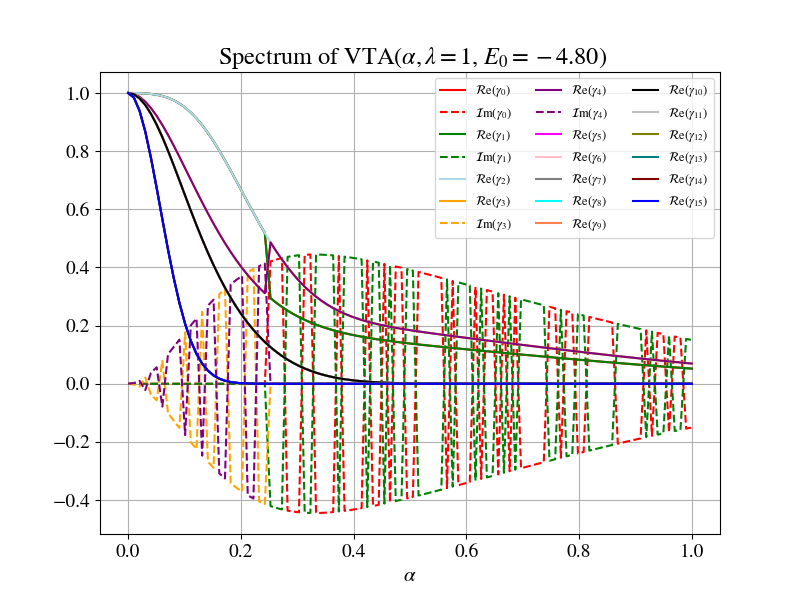 Spectrum of VTA(α, λ = 1, E₀ = −4.80)
1.0
0.8
0.6
0.4
0.2
0.0
−0.2
−0.4
0.0 0.2 0.4 0.6 0.8 1.0
α
ℛe(γ₀)
ℐm(γ₀)
ℛe(γ₁)
ℐm(γ₁)
ℛe(γ₂)
ℛe(γ₃)
ℐm(γ₃)
ℛe(γ₄)
ℐm(γ₄)
ℛe(γ₅)
ℛe(γ₆)
ℛe(γ₇)
ℛe(γ₈)
ℛe(γ₉)
ℛe(γ₁₀)
ℛe(γ₁₁)
ℛe(γ₁₂)
ℛe(γ₁₃)
ℛe(γ₁₄)
ℛe(γ₁₅)